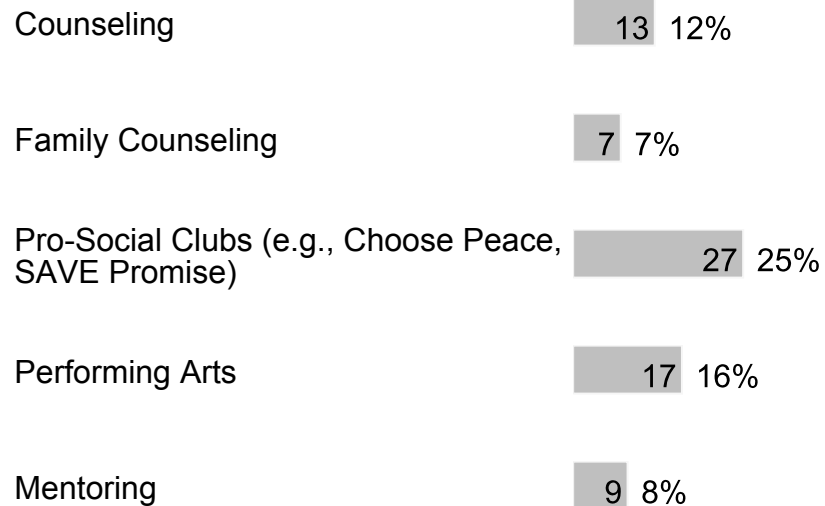 Counseling 13 12%
Family Counseling 7 7%
Pro-Social Clubs (e.g., Choose Peace,
SAVE Promise) 27 25%
Performing Arts 17 16%
Mentoring 9 8%